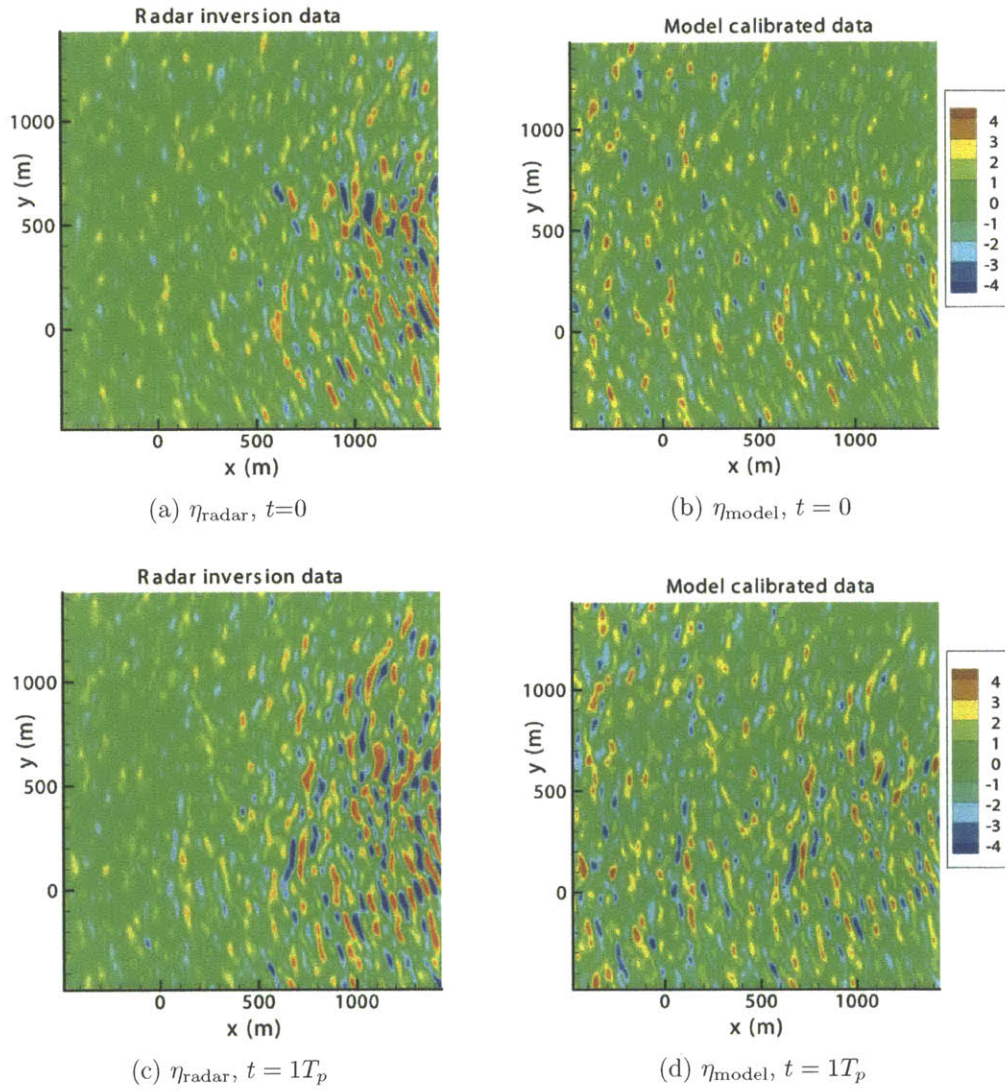 Radar inversion data
Model calibrated data
y (m)
1000
500
0
0
500
1000
x (m)
y (m)
1000
500
0
0
500
1000
x (m)
4
3
2
1
0
-1
-2
-3
-4
(a) η_radar, t=0
(b) η_model, t = 0
Radar inversion data
Model calibrated data
y (m)
1000
500
0
0
500
1000
x (m)
y (m)
1000
500
0
0
500
1000
x (m)
4
3
2
1
0
-1
-2
-3
-4
(c) η_radar, t = 1T_p
(d) η_model, t = 1T_p